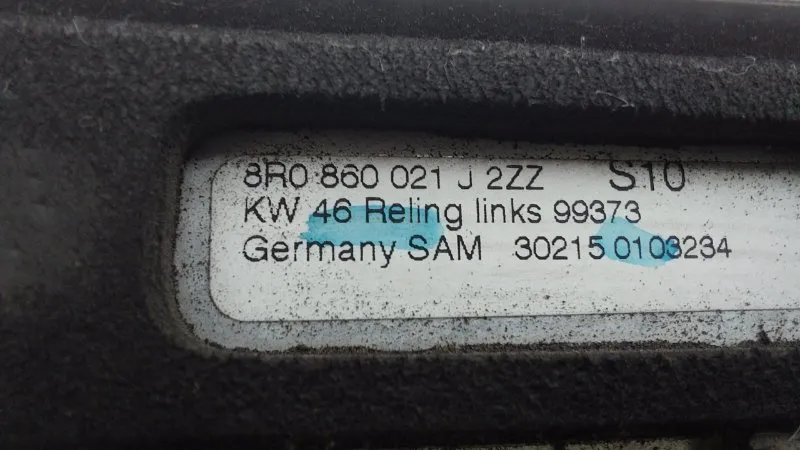 8R0 860 021 J 2ZZ S10
KW 46 Reling links 99373
Germany SAM 30215 0103234